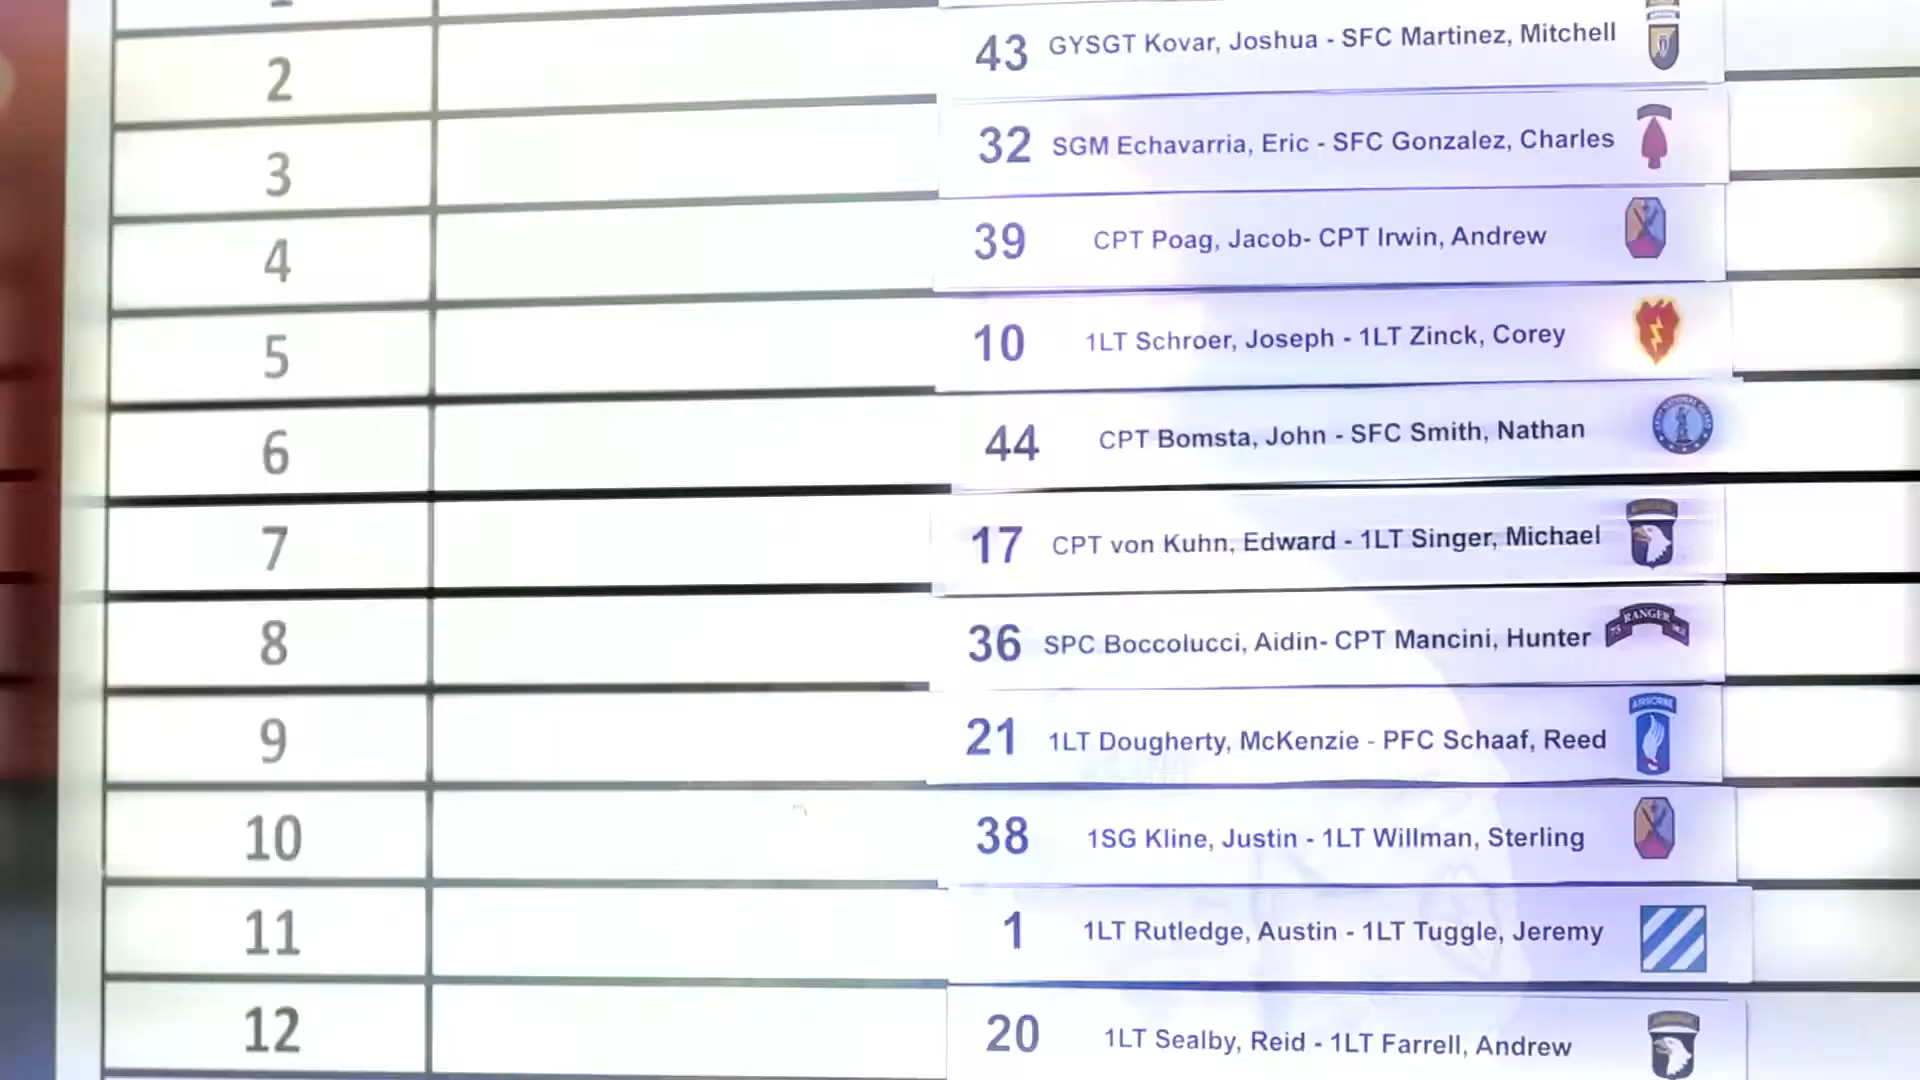 2 43 GYSGT Kovar, Joshua - SFC Martinez, Mitchell
3 32 SGM Echavarria, Eric - SFC Gonzalez, Charles
4 39 CPT Poag, Jacob- CPT Irwin, Andrew
5 10 1LT Schroer, Joseph - 1LT Zinck, Corey
6 44 CPT Bomsta, John - SFC Smith, Nathan
7 17 CPT von Kuhn, Edward - 1LT Singer, Michael
8 36 SPC Boccolucci, Aidin- CPT Mancini, Hunter
75 RANGER
9 21 1LT Dougherty, McKenzie - PFC Schaaf, Reed
AIRBORNE
10 38 1SG Kline, Justin - 1LT Willman, Sterling
11 1 1LT Rutledge, Austin - 1LT Tuggle, Jeremy
12 20 1LT Sealby, Reid - 1LT Farrell, Andrew